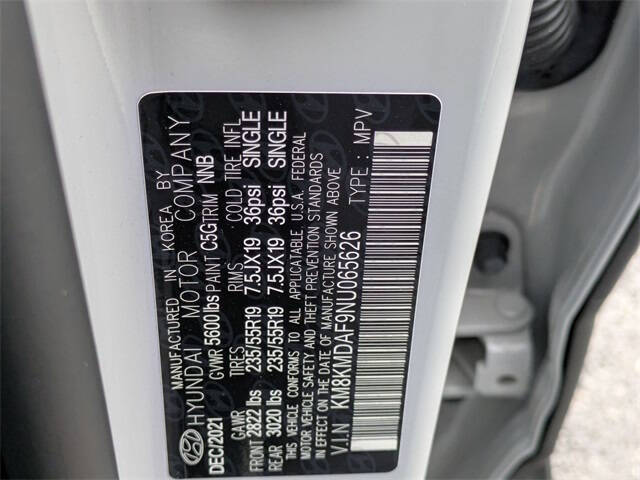 MANUFACTURED IN KOREA BY
HYUNDAI MOTOR COMPANY
DEC/2021 GVWR 5600 lbs PAINT C5G TRIM NNB
GAWR TIRES RIMS COLD TIRE INFL
FRONT 2822 lbs 235/55R19 7.5JX19 36psi SINGLE
REAR 3020 lbs 235/55R19 7.5JX19 36psi SINGLE
THIS VEHICLE CONFORMS TO ALL APPLICABLE U.S.A. FEDERAL
MOTOR VEHICLE SAFETY AND THEFT PREVENTION STANDARDS
IN EFFECT ON THE DATE OF MANUFACTURE SHOWN ABOVE
V.I.N KM8KMDAF9NU065626 TYPE : MPV